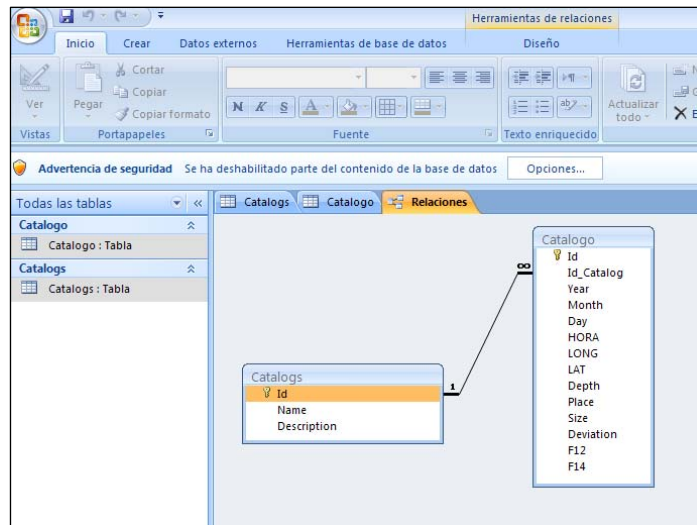 Herramientas de relaciones
Inicio Crear Datos externos Herramientas de base de datos Diseño
Ver
Pegar
Cortar
Copiar
Copiar formato
N K S A
Actualizar
todo
Vistas Portapapeles Fuente Texto enriquecido
Advertencia de seguridad Se ha deshabilitado parte del contenido de la base de datos Opciones...
Todas las tablas
Catalogo
Catalogo : Tabla
Catalogs
Catalogs : Tabla
Catalogs Catalogo Relaciones
Catalogs
Id
Name
Description
1
∞
Catalogo
Id
Id_Catalog
Year
Month
Day
HORA
LONG
LAT
Depth
Place
Size
Deviation
F12
F14